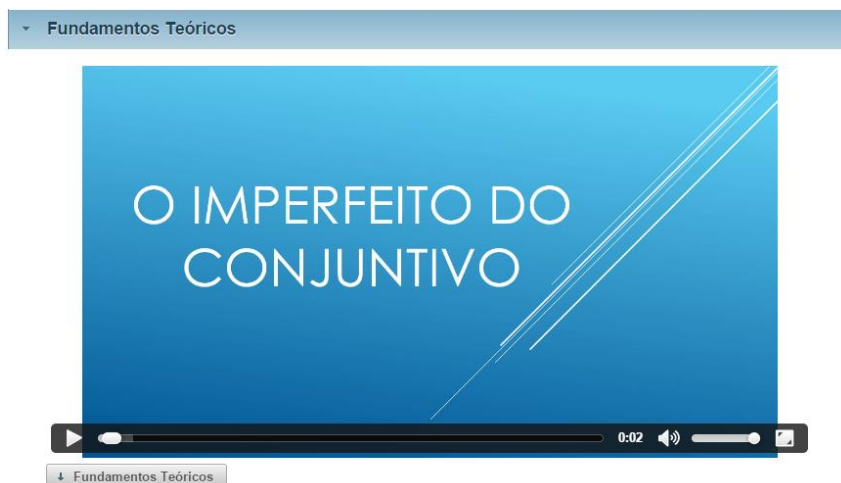 Fundamentos Teóricos
O IMPERFEITO DO
CONJUNTIVO
0:02
Fundamentos Teóricos